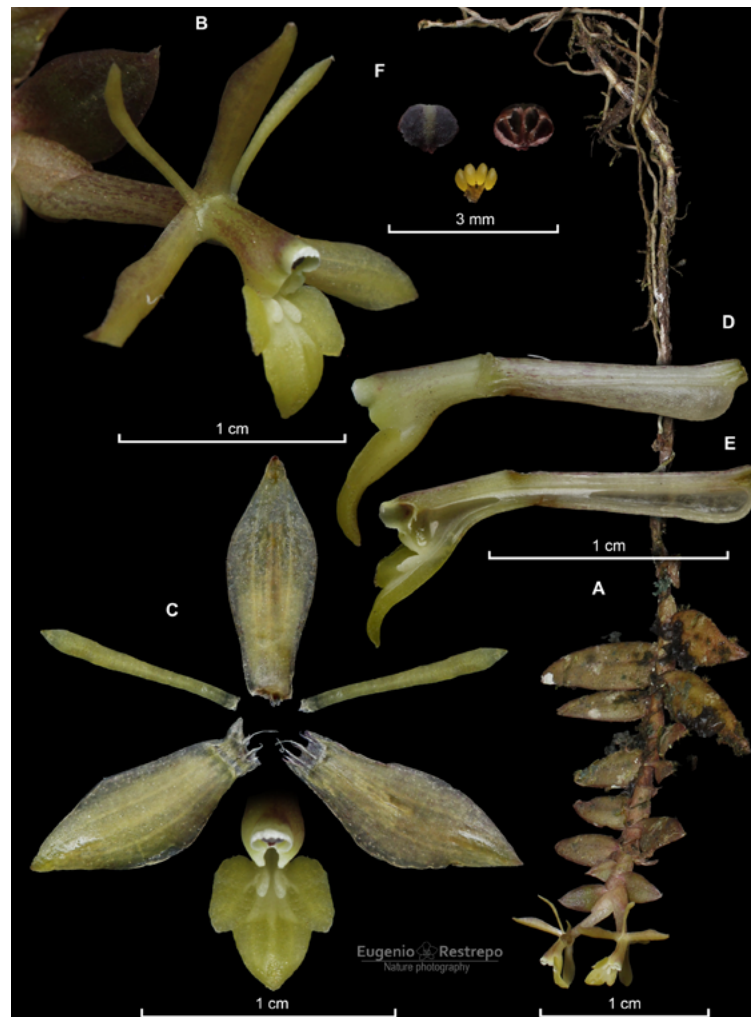 B
F
3 mm
D
1 cm
E
1 cm
A
C
Eugenio Restrepo
Nature photography
1 cm
1 cm